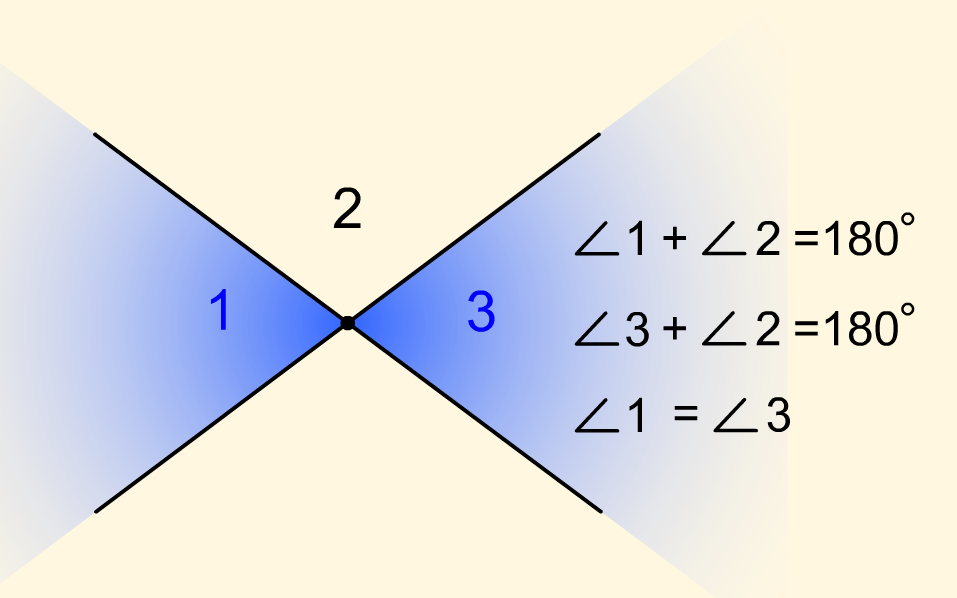 2
1
3
∠1 + ∠2 =180°
∠3 + ∠2 =180°
∠1 = ∠3